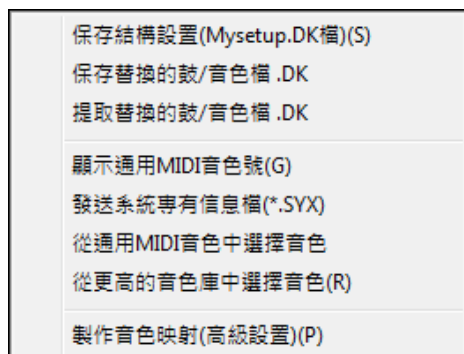 保存結構設置(Mysetup.DK檔)(S)
保存替換的鼓/音色檔 .DK
提取替換的鼓/音色檔 .DK
顯示通用MIDI音色號(G)
發送系統專有信息檔(*.SYX)
從通用MIDI音色中選擇音色
從更高的音色庫中選擇音色(R)
製作音色映射(高級設置)(P)